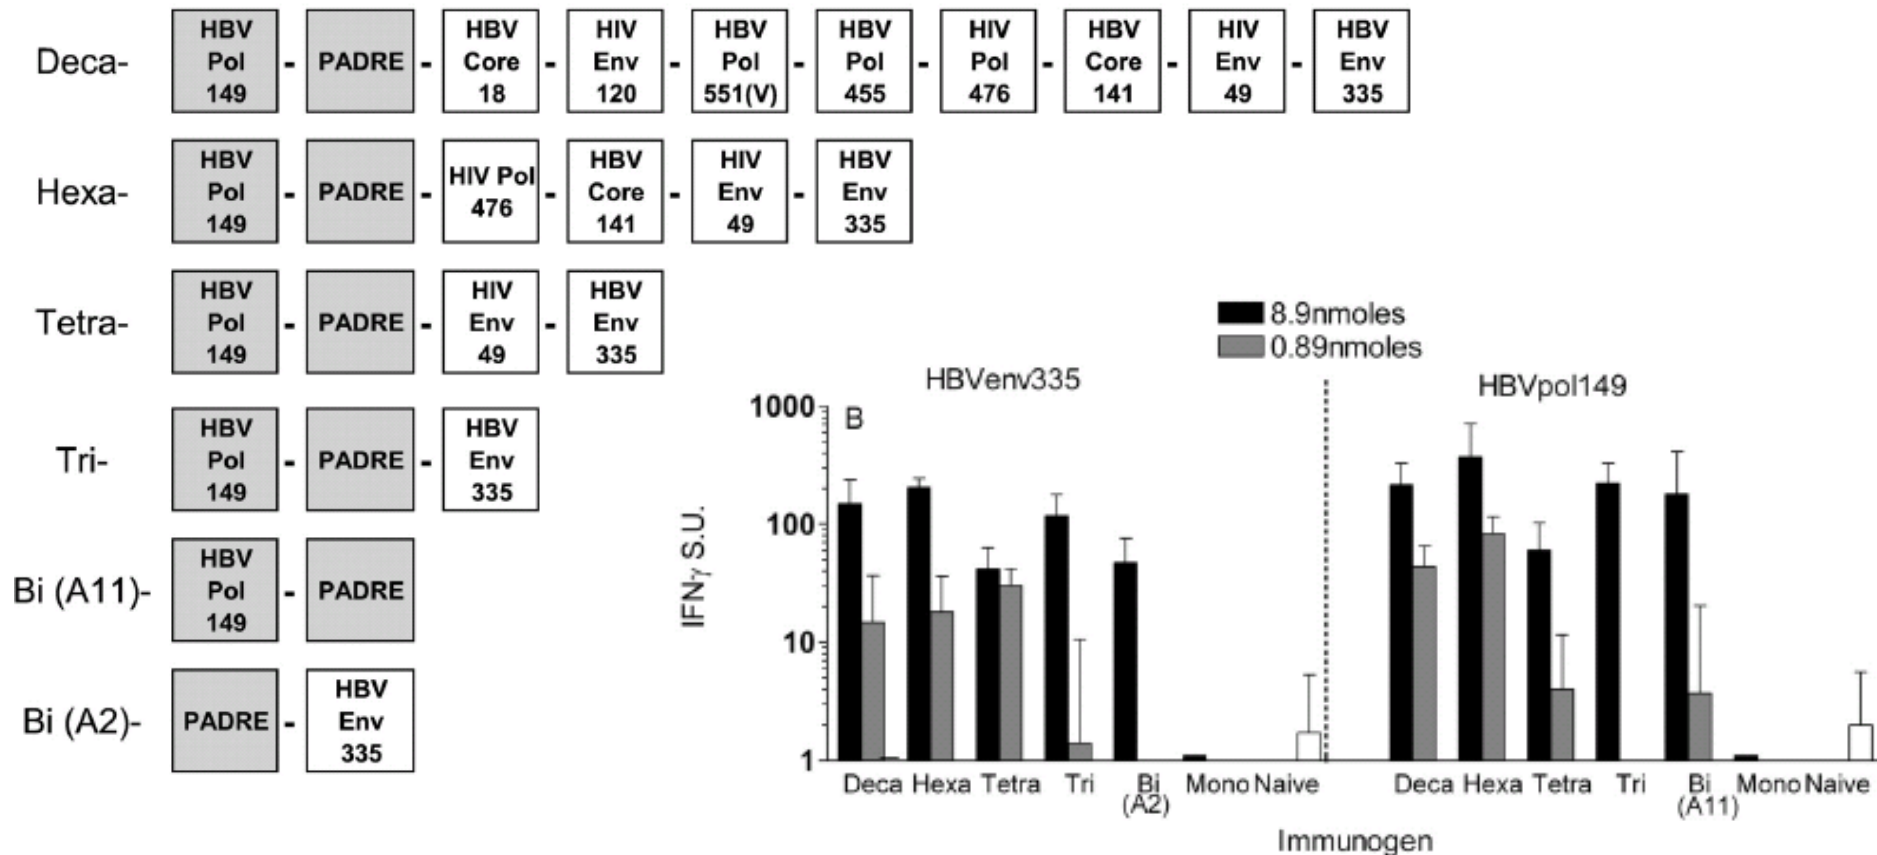 Deca-
HBV
Pol
149
-
PADRE
-
HBV
Core
18
-
HIV
Env
120
-
HBV
Pol
551(V)
-
HBV
Pol
455
-
HIV
Pol
476
-
HBV
Core
141
-
HIV
Env
49
-
HBV
Env
335
Hexa-
HBV
Pol
149
-
PADRE
-
HIV Pol
476
-
HBV
Core
141
-
HIV
Env
49
-
HBV
Env
335
Tetra-
HBV
Pol
149
-
PADRE
-
HIV
Env
49
-
HBV
Env
335
Tri-
HBV
Pol
149
-
PADRE
-
HBV
Env
335
Bi (A11)-
HBV
Pol
149
-
PADRE
Bi (A2)-
PADRE
-
HBV
Env
335
8.9nmoles
0.89nmoles
HBVenv335
HBVpol149
B
IFNγ S.U.
1000
100
10
1
Deca Hexa Tetra Tri Bi (A2) Mono Naive
Deca Hexa Tetra Tri Bi (A11) Mono Naive
Immunogen